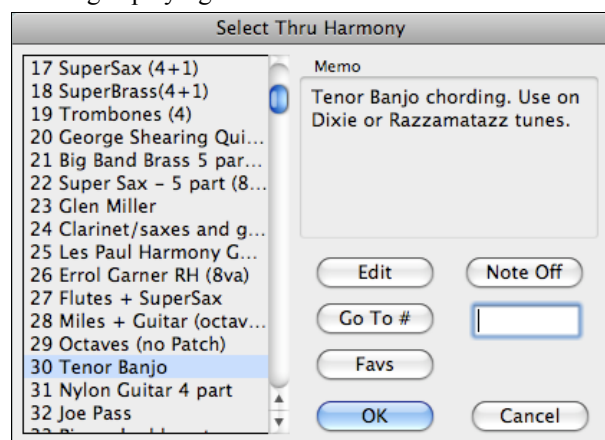 Select Thru Harmony
17 SuperSax (4+1)
18 SuperBrass(4+1)
19 Trombones (4)
20 George Shearing Qui...
21 Big Band Brass 5 par...
22 Super Sax – 5 part (8...
23 Glen Miller
24 Clarinet/saxes and g...
25 Les Paul Harmony G...
26 Errol Garner RH (8va)
27 Flutes + SuperSax
28 Miles + Guitar (octav...
29 Octaves (no Patch)
30 Tenor Banjo
31 Nylon Guitar 4 part
32 Joe Pass
Memo
Tenor Banjo chording. Use on
Dixie or Razzamatazz tunes.
Edit
Note Off
Go To #
Favs
OK
Cancel